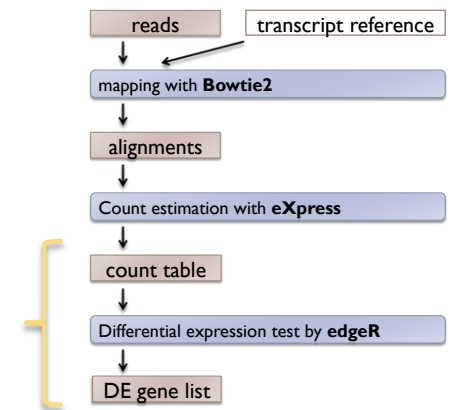 reads
transcript reference
mapping with Bowtie2
alignments
Count estimation with eXpress
count table
Differential expression test by edgeR
DE gene list